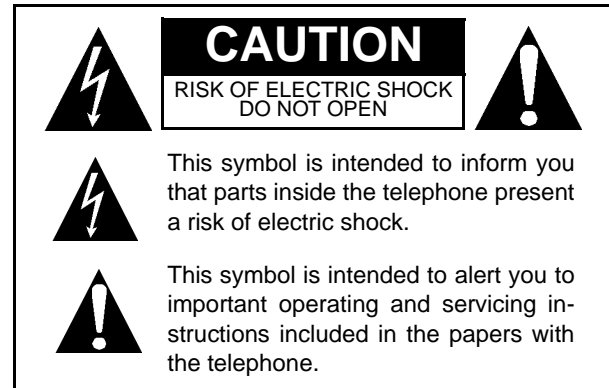 CAUTION
RISK OF ELECTRIC SHOCK
DO NOT OPEN
This symbol is intended to inform you
that parts inside the telephone present
a risk of electric shock.
This symbol is intended to alert you to
important operating and servicing in-
structions included in the papers with
the telephone.